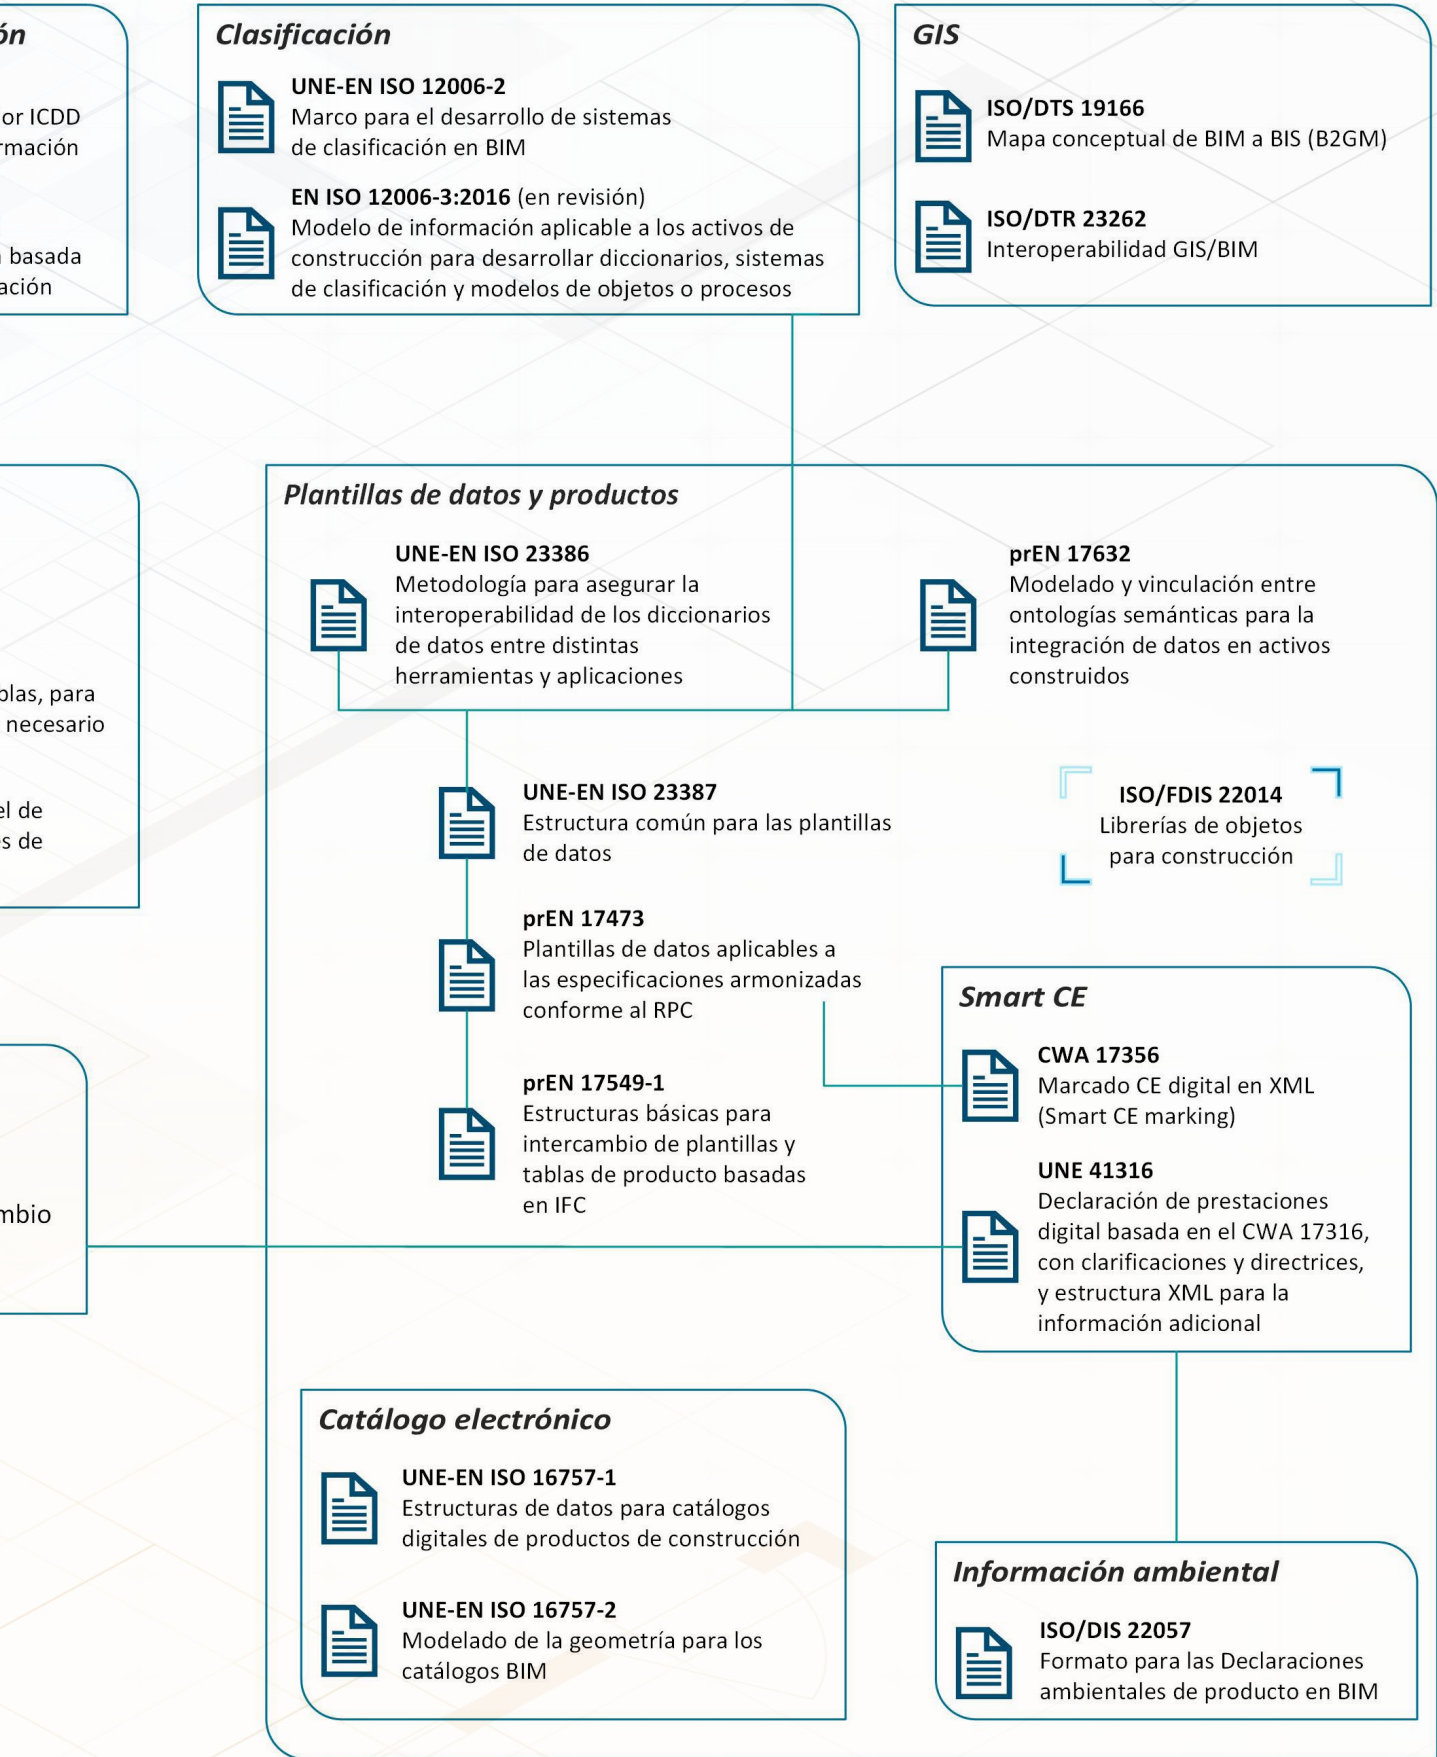 ón
or ICDD
rmación
basada
ación
Clasificación
UNE-EN ISO 12006-2
Marco para el desarrollo de sistemas
de clasificación en BIM
EN ISO 12006-3:2016 (en revisión)
Modelo de información aplicable a los activos de
construcción para desarrollar diccionarios, sistemas
de clasificación y modelos de objetos o procesos
GIS
ISO/DTS 19166
Mapa conceptual de BIM a BIS (B2GM)
ISO/DTR 23262
Interoperabilidad GIS/BIM
blas, para
necesario
el de
s de
mbio
Plantillas de datos y productos
UNE-EN ISO 23386
Metodología para asegurar la
interoperabilidad de los diccionarios
de datos entre distintas
herramientas y aplicaciones
prEN 17632
Modelado y vinculación entre
ontologías semánticas para la
integración de datos en activos
construidos
UNE-EN ISO 23387
Estructura común para las plantillas
de datos
ISO/FDIS 22014
Librerías de objetos
para construcción
prEN 17473
Plantillas de datos aplicables a
las especificaciones armonizadas
conforme al RPC
prEN 17549-1
Estructuras básicas para
intercambio de plantillas y
tablas de producto basadas
en IFC
Smart CE
CWA 17356
Marcado CE digital en XML
(Smart CE marking)
UNE 41316
Declaración de prestaciones
digital basada en el CWA 17316,
con clarificaciones y directrices,
y estructura XML para la
información adicional
Catálogo electrónico
UNE-EN ISO 16757-1
Estructuras de datos para catálogos
digitales de productos de construcción
UNE-EN ISO 16757-2
Modelado de la geometría para los
catálogos BIM
Información ambiental
ISO/DIS 22057
Formato para las Declaraciones
ambientales de producto en BIM